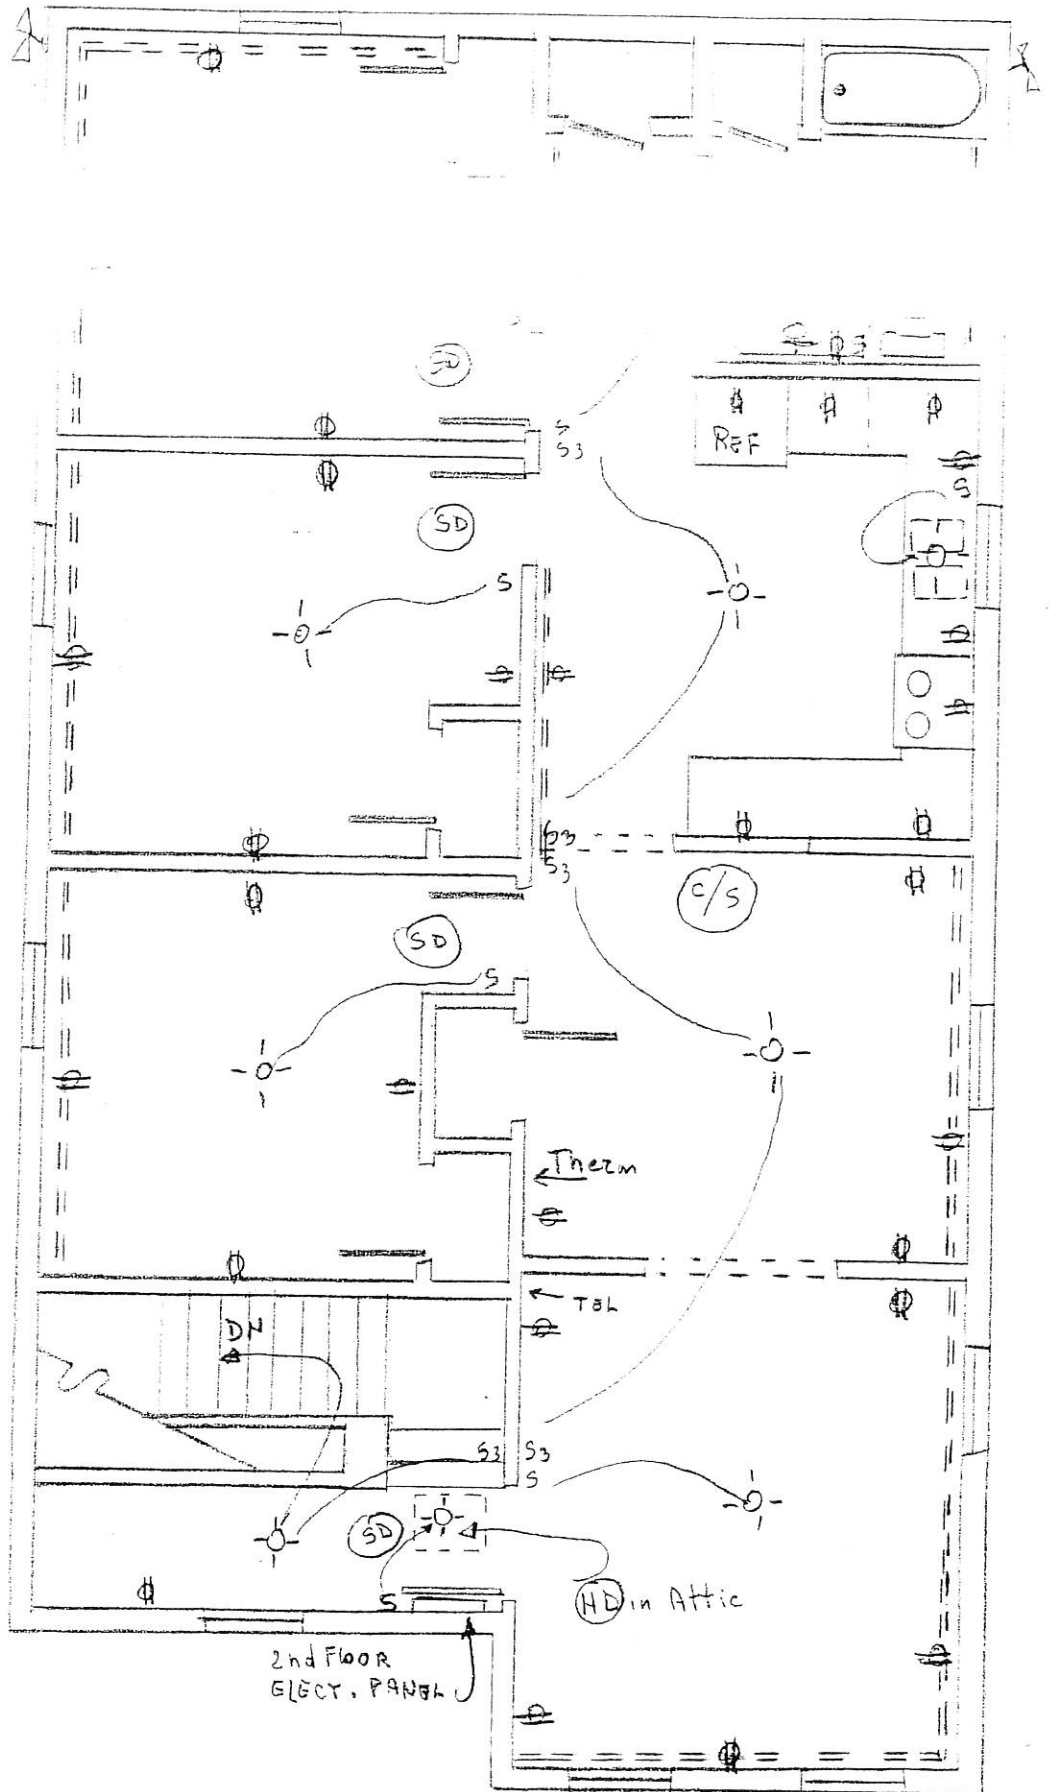 SD
S
S3
REF
S
SD
S
S3
S3
C/S
SD
S
Therm
TEL
DN
S3 S3
S
SD
S
HD in Attic
2nd Floor
ELECT. PANEL